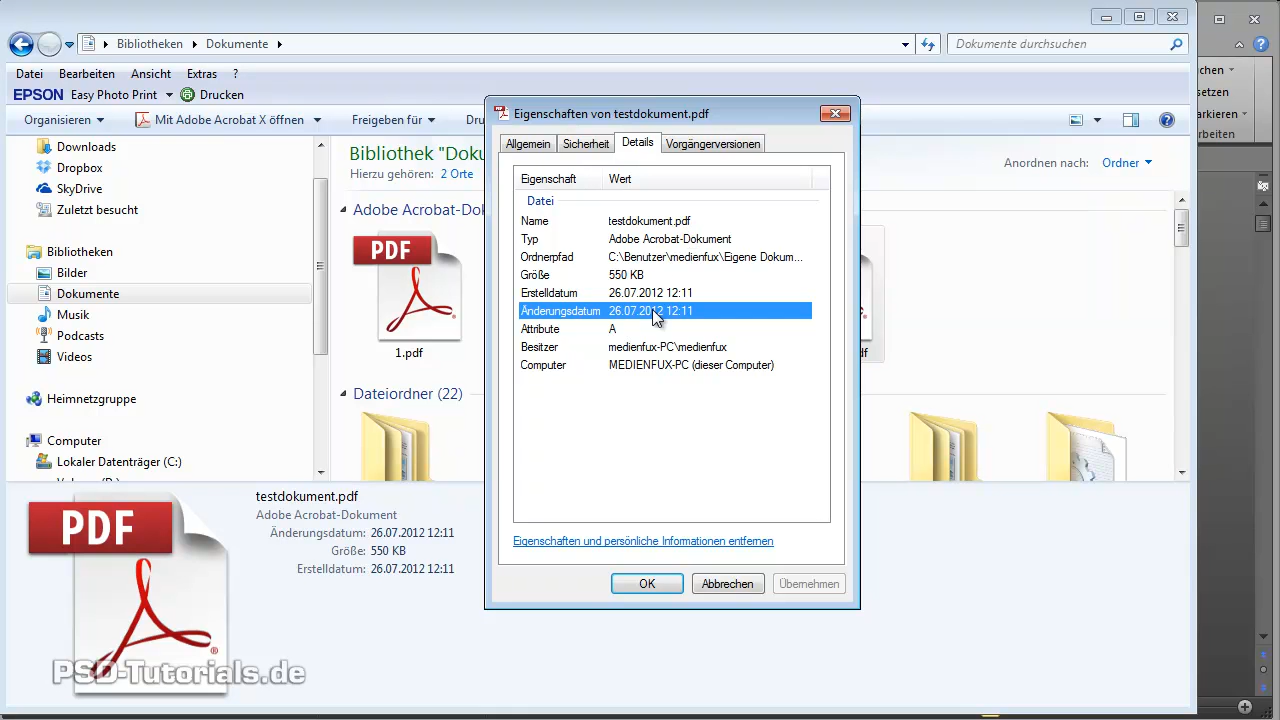 Bibliotheken
Dokumente
Dokumente durchsuchen
Datei Bearbeiten Ansicht Extras ?
EPSON Easy Photo Print Drucken
Organisieren Mit Adobe Acrobat X öffnen Freigeben für
Downloads
Dropbox
SkyDrive
Zuletzt besucht
Bibliotheken
Bilder
Dokumente
Musik
Podcasts
Videos
Heimnetzgruppe
Computer
Lokaler Datenträger (C:)
Bibliothek "Doku
Hierzu gehören: 2 Orte
Anordnen nach: Ordner
Adobe Acrobat-Do
PDF
1.pdf
Dateiordner (22)
Eigenschaften von testdokument.pdf
Allgemein Sicherheit Details Vorgängerversionen
Eigenschaft Wert
Datei
Name testdokument.pdf
Typ Adobe Acrobat-Dokument
Ordnerpfad C:\Benutzer\medienfux\Eigene Dokum...
Größe 550 KB
Erstelldatum 26.07.2012 12:11
Änderungsdatum 26.07.2012 12:11
Attribute A
Besitzer medienfux-PC\medienfux
Computer MEDIENFUX-PC (dieser Computer)
Eigenschaften und persönliche Informationen entfernen
OK Abbrechen Übernehmen
chen
setzen
arkieren
arbeiten
PDF
testdokument.pdf
Adobe Acrobat-Dokument
Änderungsdatum: 26.07.2012 12:11
Größe: 550 KB
Erstelldatum: 26.07.2012 12:11
PSD-Tutorials.de